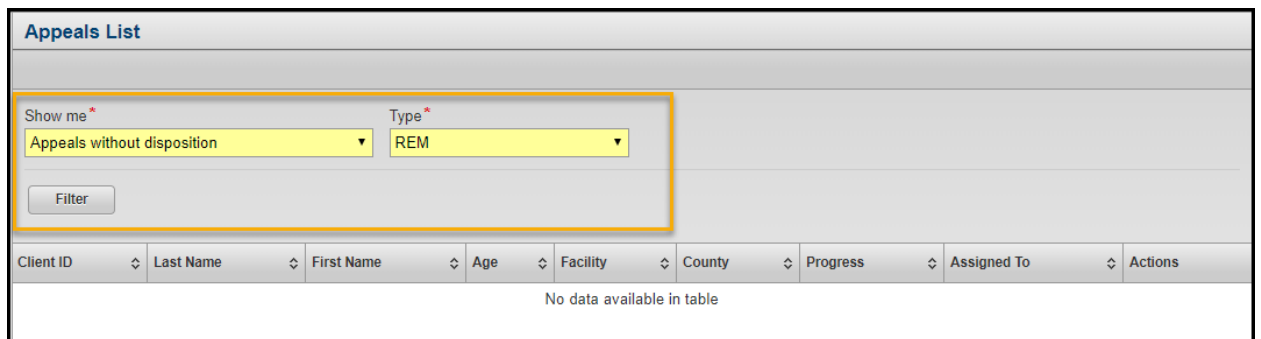 Appeals List
Show me* Type*
Appeals without disposition REM
Filter
Client ID Last Name First Name Age Facility County Progress Assigned To Actions
No data available in table